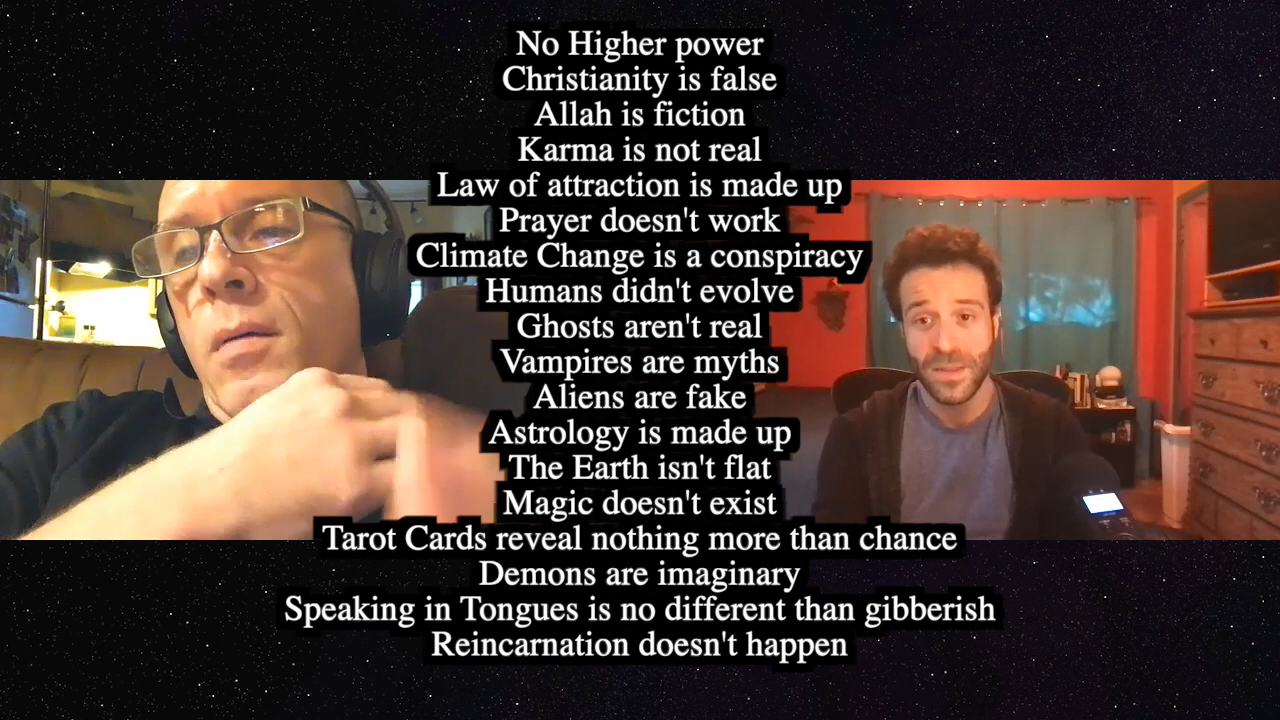 No Higher power
Christianity is false
Allah is fiction
Karma is not real
Law of attraction is made up
Prayer doesn't work
Climate Change is a conspiracy
Humans didn't evolve
Ghosts aren't real
Vampires are myths
Aliens are fake
Astrology is made up
The Earth isn't flat
Magic doesn't exist
Tarot Cards reveal nothing more than chance
Demons are imaginary
Speaking in Tongues is no different than gibberish
Reincarnation doesn't happen